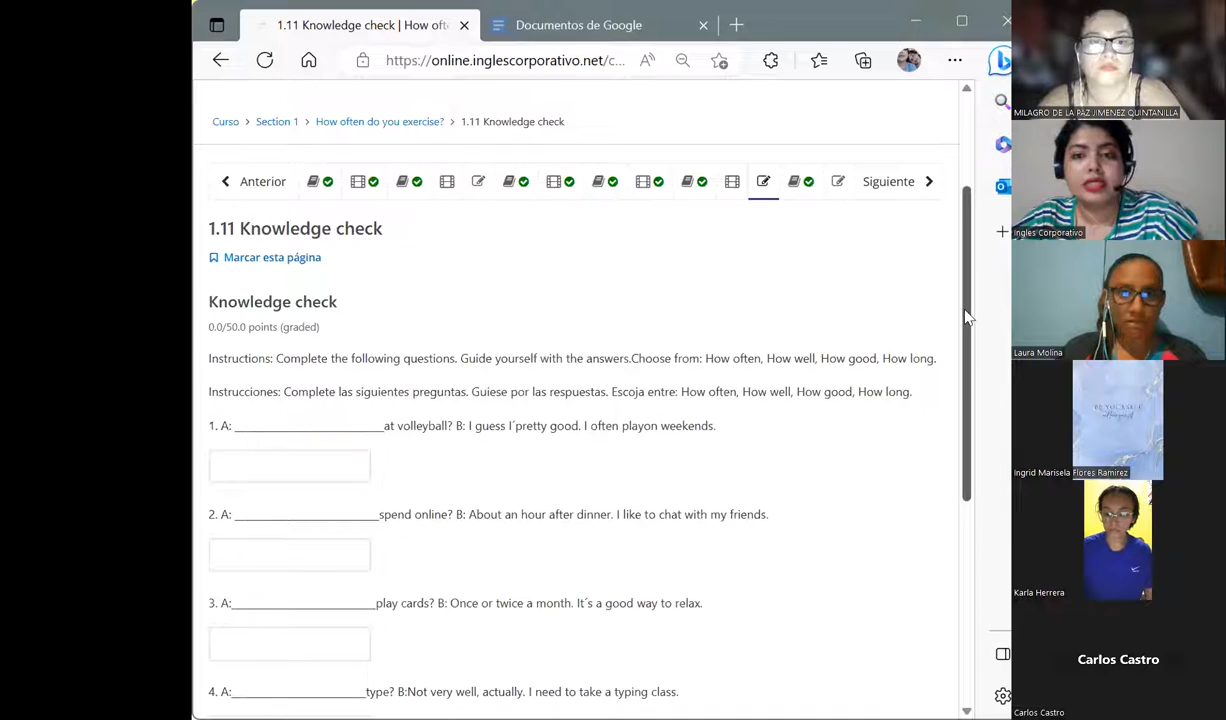 1.11 Knowledge check | How oft
Documentos de Google
https://online.inglescorporativo.net/c...
Curso > Section 1 > How often do you exercise? > 1.11 Knowledge check
Anterior
Siguiente
1.11 Knowledge check
Marcar esta página
Knowledge check
0.0/50.0 points (graded)
Instructions: Complete the following questions. Guide yourself with the answers.Choose from: How often, How well, How good, How long.
Instrucciones: Complete las siguientes preguntas. Guiese por las respuestas. Escoja entre: How often, How well, How good, How long.
1. A: ________________________at volleyball? B: I guess I´pretty good. I often playon weekends.
2. A: _______________________spend online? B: About an hour after dinner. I like to chat with my friends.
3. A:_______________________play cards? B: Once or twice a month. It´s a good way to relax.
4. A:_____________________type? B:Not very well, actually. I need to take a typing class.
MILAGRO DE LA PAZ JIMENEZ QUINTANILLA
Ingles Corporativo
Laura Molina
BE YOURSELF
Ingrid Marisela Flores Ramirez
Karla Herrera
Carlos Castro
Carlos Castro